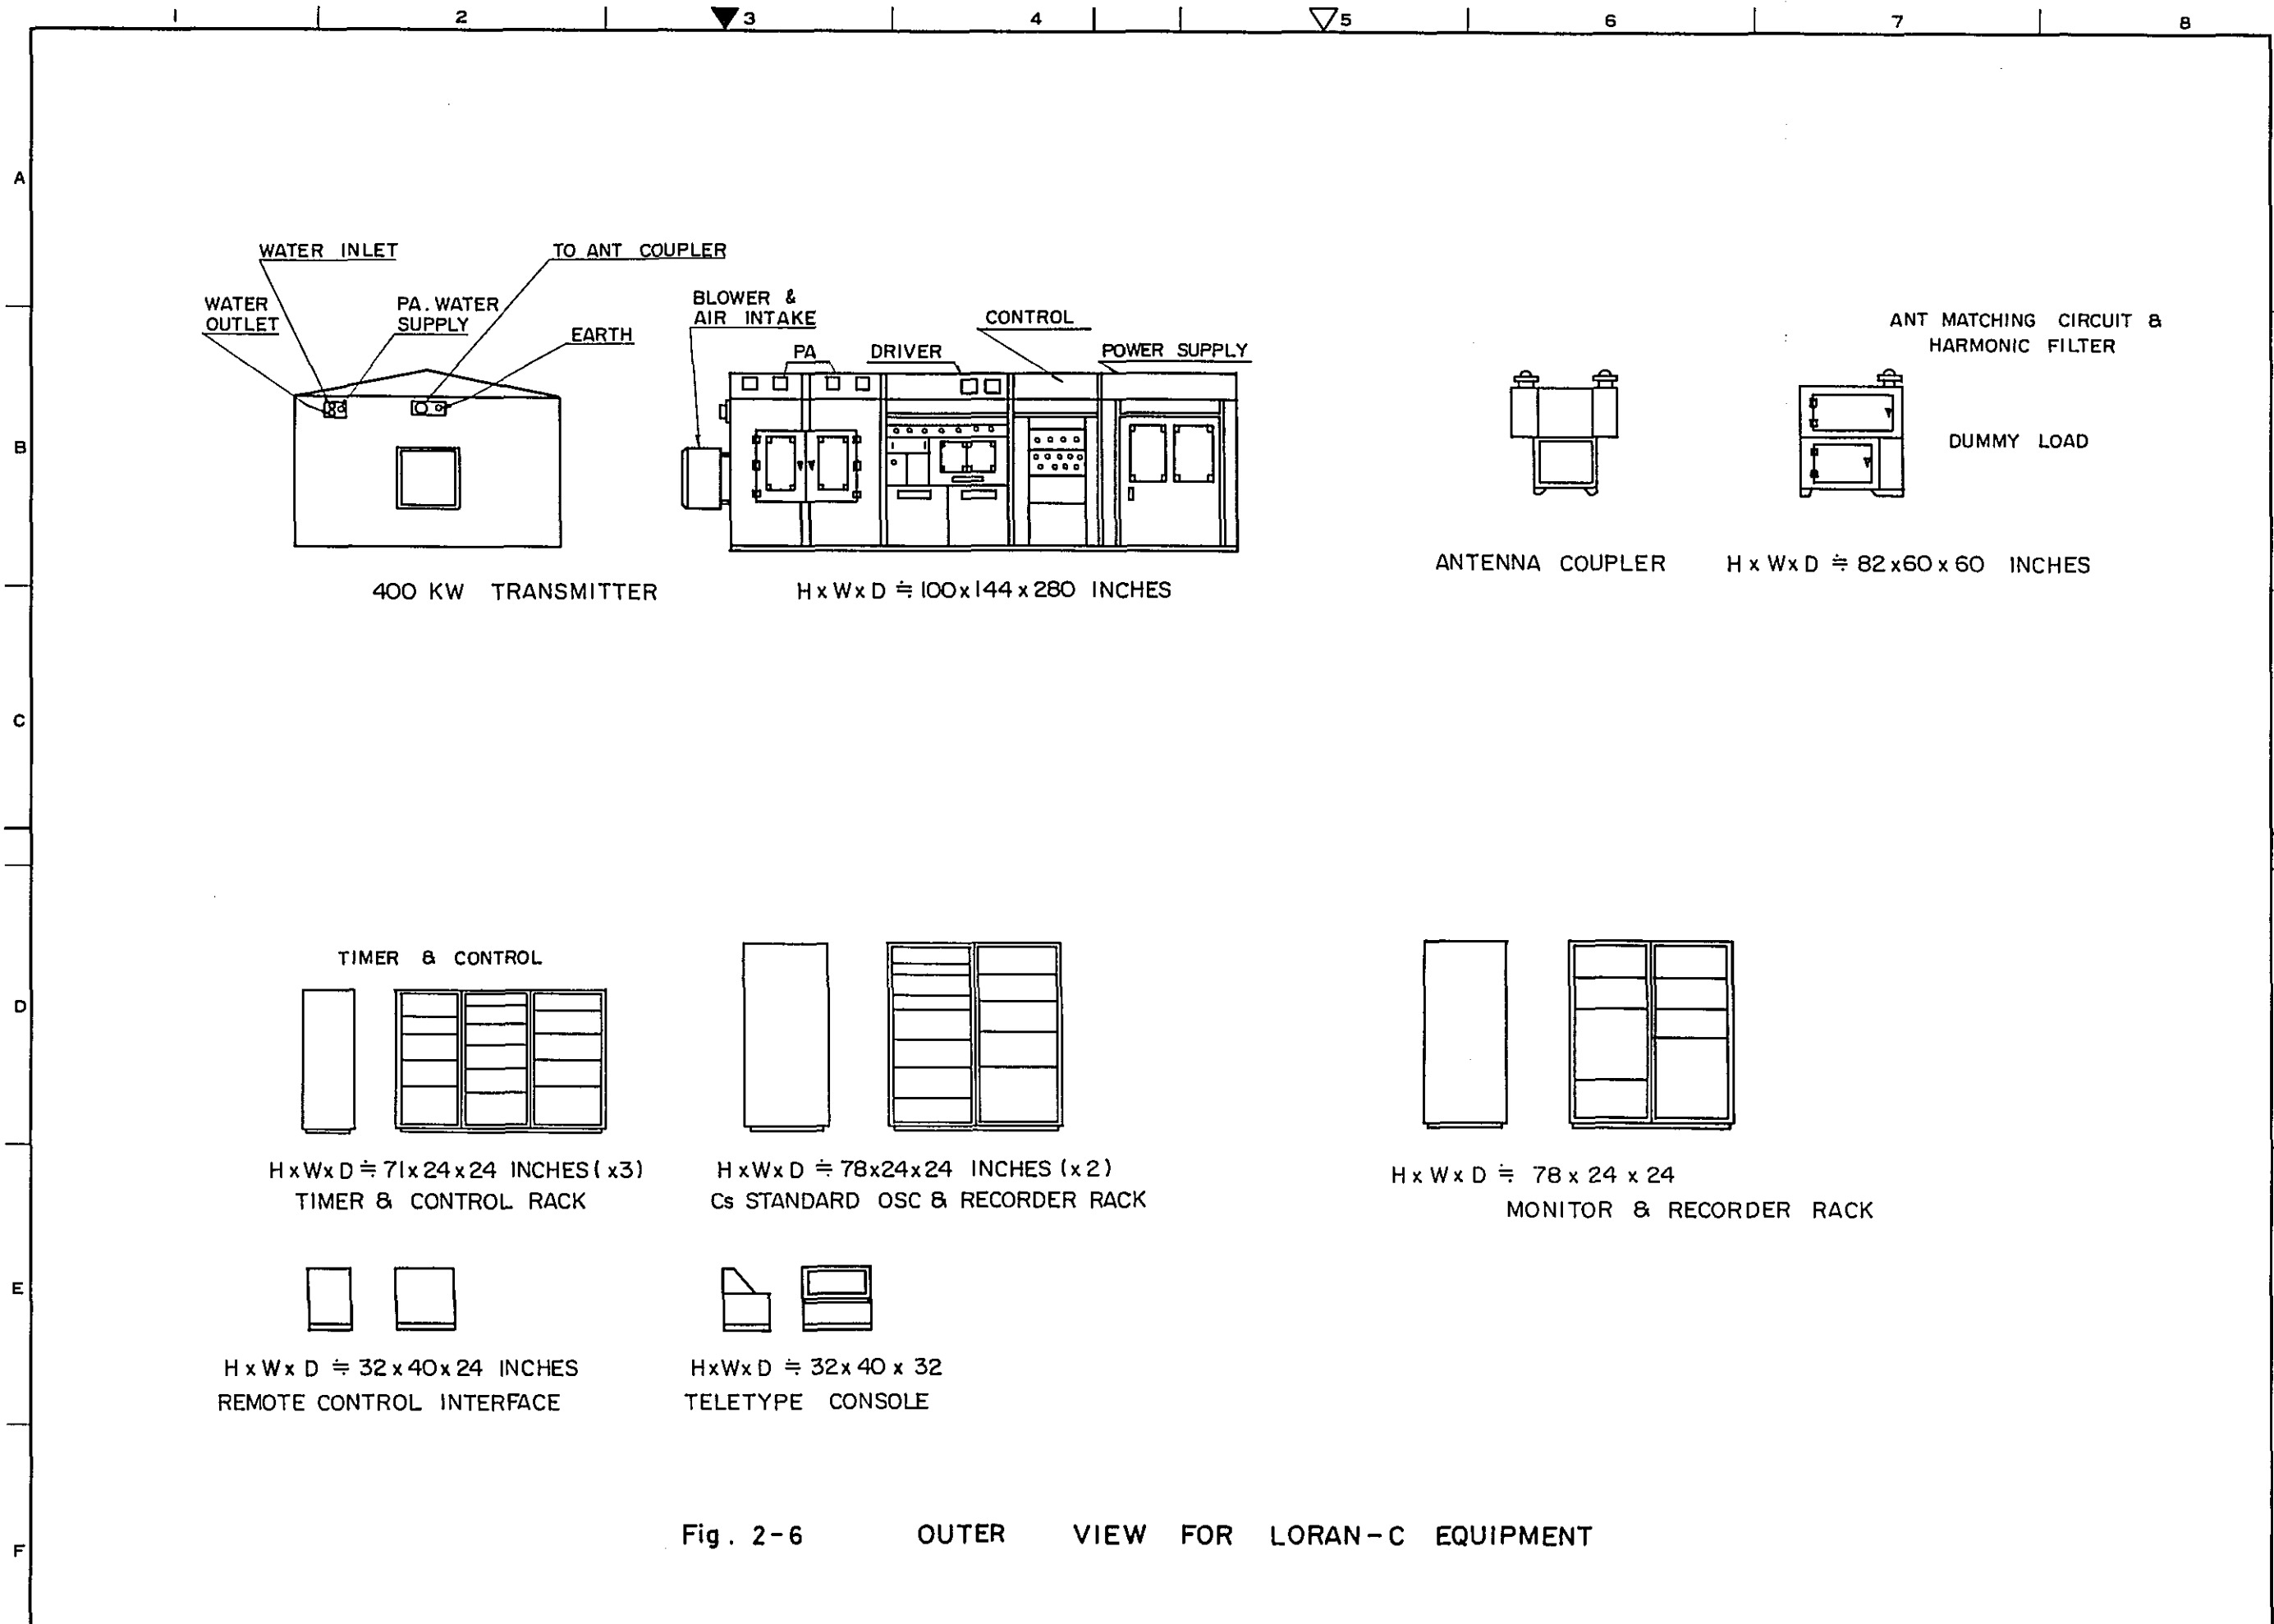 1 2 3 4 5 6 7 8
A
WATER INLET
TO ANT COUPLER
WATER
OUTLET
PA. WATER
SUPPLY
EARTH
BLOWER &
AIR INTAKE
PA
DRIVER
CONTROL
POWER SUPPLY
ANT MATCHING CIRCUIT &
HARMONIC FILTER
B
DUMMY LOAD
400 KW TRANSMITTER
H x W x D ≒ 100 x 144 x 280 INCHES
ANTENNA COUPLER
H x W x D ≒ 82 x 60 x 60 INCHES
C
TIMER & CONTROL
D
H x W x D ≒ 71 x 24 x 24 INCHES (x3)
TIMER & CONTROL RACK
H x W x D ≒ 78 x 24 x 24 INCHES (x2)
Cs STANDARD OSC & RECORDER RACK
H x W x D ≒ 78 x 24 x 24
MONITOR & RECORDER RACK
E
H x W x D ≒ 32 x 40 x 24 INCHES
REMOTE CONTROL INTERFACE
H x W x D ≒ 32 x 40 x 32
TELETYPE CONSOLE
F
Fig. 2-6 OUTER VIEW FOR LORAN-C EQUIPMENT